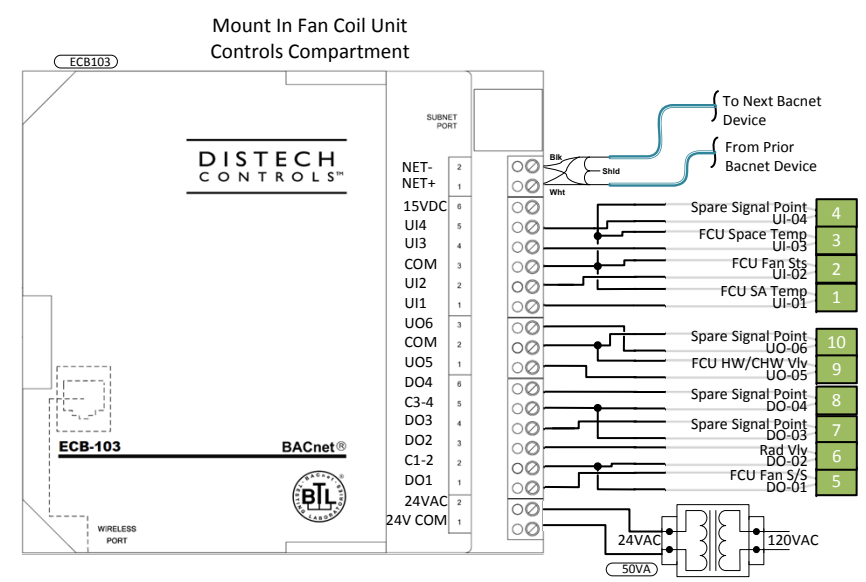 Mount In Fan Coil Unit
Controls Compartment
ECB103
SUBNET
PORT
DISTECH
CONTROLS™
To Next Bacnet
Device
From Prior
Bacnet Device
Blk
Shld
Wht
NET- 2
NET+ 1
15VDC 6
UI4 5
UI3 4
COM 3
UI2 2
UI1 1
UO6 3
COM 2
UO5 1
DO4 6
C3-4 5
DO3 4
DO2 3
C1-2 2
DO1 1
24VAC 2
24V COM 1
Spare Signal Point
UI-04
4
FCU Space Temp
UI-03
3
FCU Fan Sts
UI-02
2
FCU SA Temp
UI-01
1
Spare Signal Point
UO-06
10
FCU HW/CHW Vlv
UO-05
9
Spare Signal Point
DO-04
8
Spare Signal Point
DO-03
7
Rad Vlv
DO-02
6
FCU Fan S/S
DO-01
5
ECB-103 BACnet®
BACnet TESTING LABORATORIES
BTL
®
WIRELESS
PORT
24VAC
120VAC
50VA